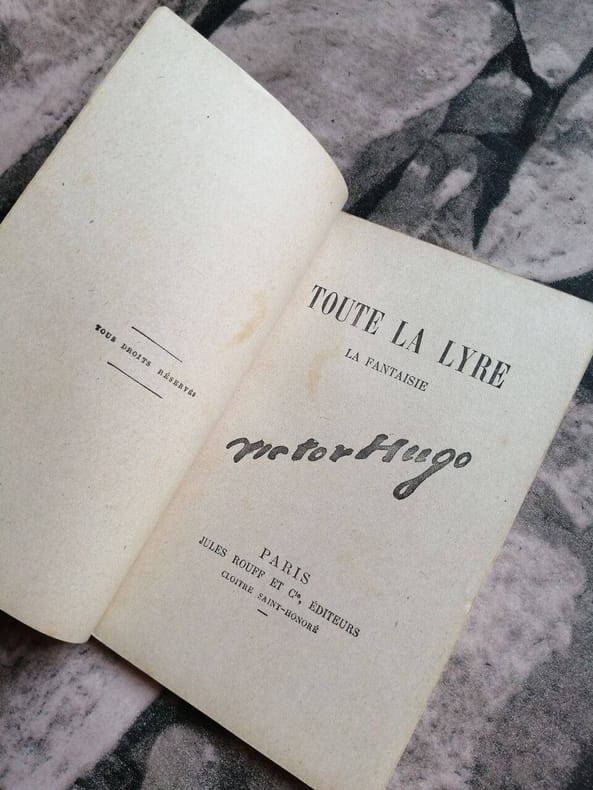 TOUS DROITS RÉSERVÉS
TOUTE LA LYRE
LA FANTAISIE
Victor Hugo
PARIS
JULES ROUFF ET Cie, ÉDITEURS
CLOITRE SAINT-HONORÉ